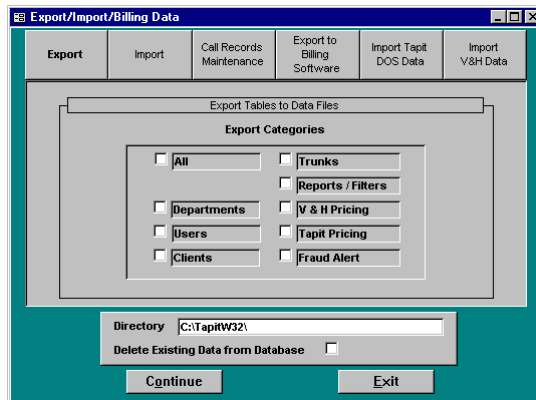 Export/Import/Billing Data
Export
Import
Call Records
Maintenance
Export to
Billing
Software
Import Tapit
DOS Data
Import
V&H Data
Export Tables to Data Files
Export Categories
All
Trunks
Reports / Filters
Departments
V & H Pricing
Users
Tapit Pricing
Clients
Fraud Alert
Directory C:\TapitW32\
Delete Existing Data from Database
Continue
Exit